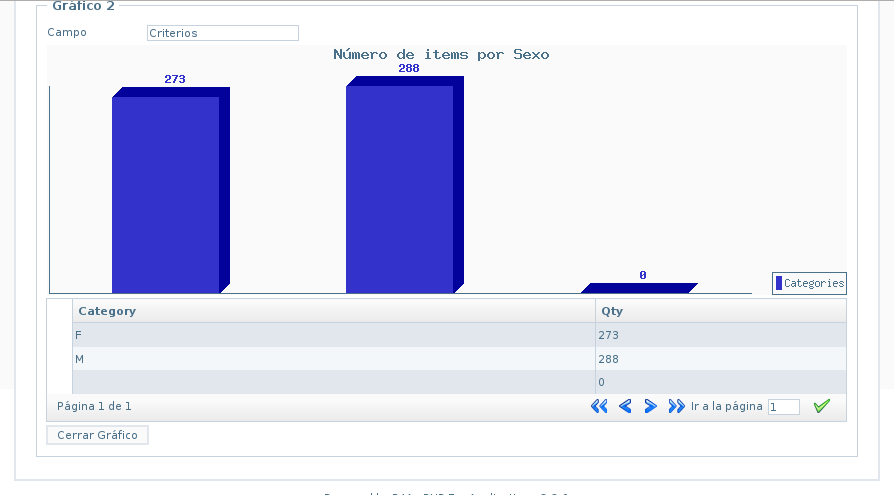 Gráfico 2
Campo
Criterios
Número de items por Sexo
273
288
0
Categories
Category Qty
F 273
M 288
0
Página 1 de 1
Ir a la página 1
Cerrar Gráfico